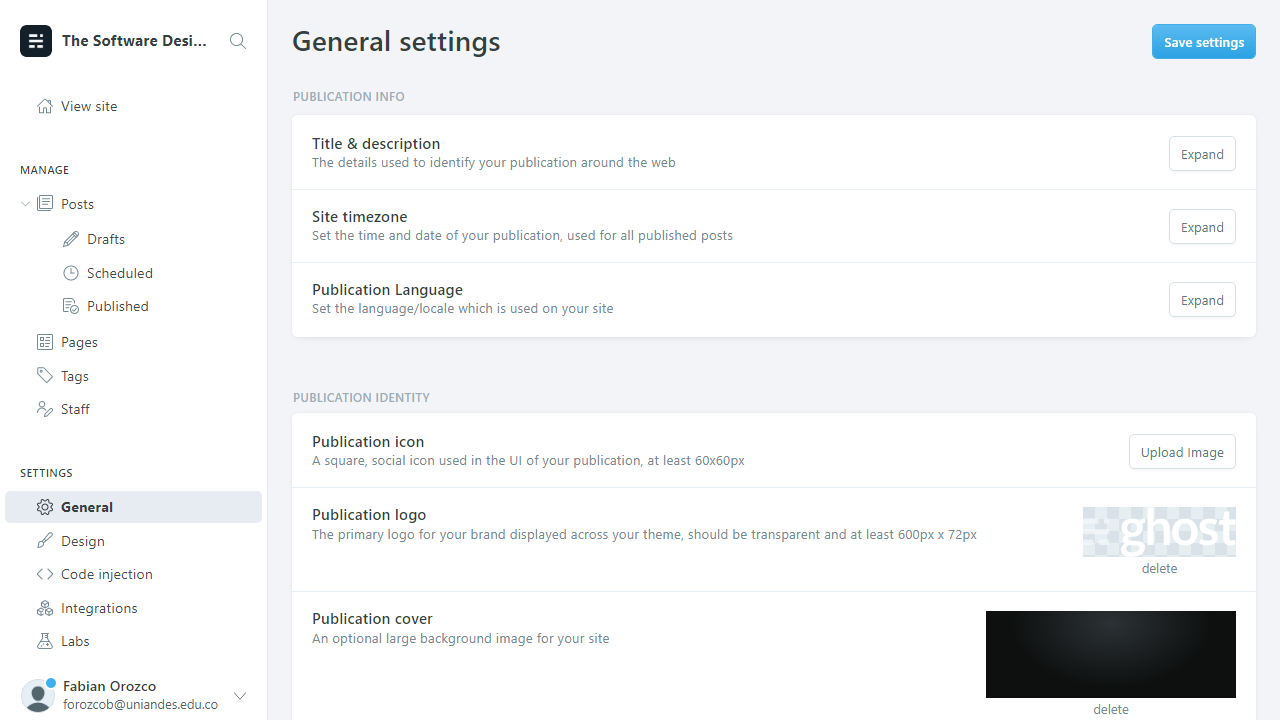 The Software Desi...
View site
MANAGE
Posts
Drafts
Scheduled
Published
Pages
Tags
Staff
SETTINGS
General
Design
Code injection
Integrations
Labs
Fabian Orozco
forozcob@uniandes.edu.co
General settings
Save settings
PUBLICATION INFO
Title & description
The details used to identify your publication around the web
Expand
Site timezone
Set the time and date of your publication, used for all published posts
Expand
Publication Language
Set the language/locale which is used on your site
Expand
PUBLICATION IDENTITY
Publication icon
A square, social icon used in the UI of your publication, at least 60x60px
Upload Image
Publication logo
The primary logo for your brand displayed across your theme, should be transparent and at least 600px x 72px
ghost
delete
Publication cover
An optional large background image for your site
delete